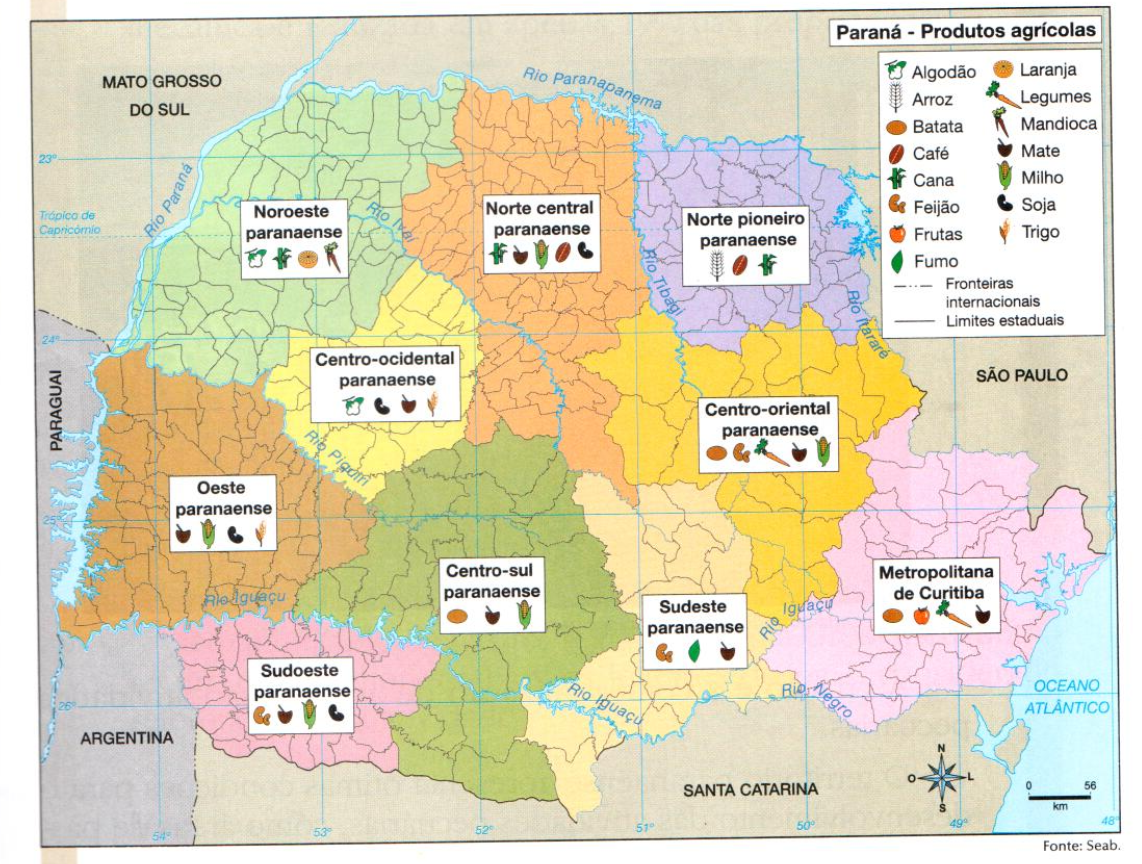 Paraná - Produtos agrícolas
Algodão
Arroz
Batata
Café
Cana
Feijão
Frutas
Fumo
Laranja
Legumes
Mandioca
Mate
Milho
Soja
Trigo
Fronteiras
internacionais
Limites estaduais
MATO GROSSO
DO SUL
Rio Paranapanema
23°
Trópico de
Capricórnio
Rio Paraná
Noroeste
paranaense
Rio Ivaí
Norte central
paranaense
Norte pioneiro
paranaense
Rio Tibagi
Rio Itararé
24°
PARAGUAI
Centro-ocidental
paranaense
SÃO PAULO
Centro-oriental
paranaense
Rio Piquiri
Oeste
paranaense
25°
Centro-sul
paranaense
Metropolitana
de Curitiba
Rio Iguaçu
Sudeste
paranaense
Rio Iguaçu
Sudoeste
paranaense
Rio Iguaçu
Rio Negro
OCEANO
ATLÂNTICO
26°
ARGENTINA
SANTA CATARINA
N
O
L
S
0 56
km
54°
53°
52°
51°
50°
49°
48°
Fonte: Seab.